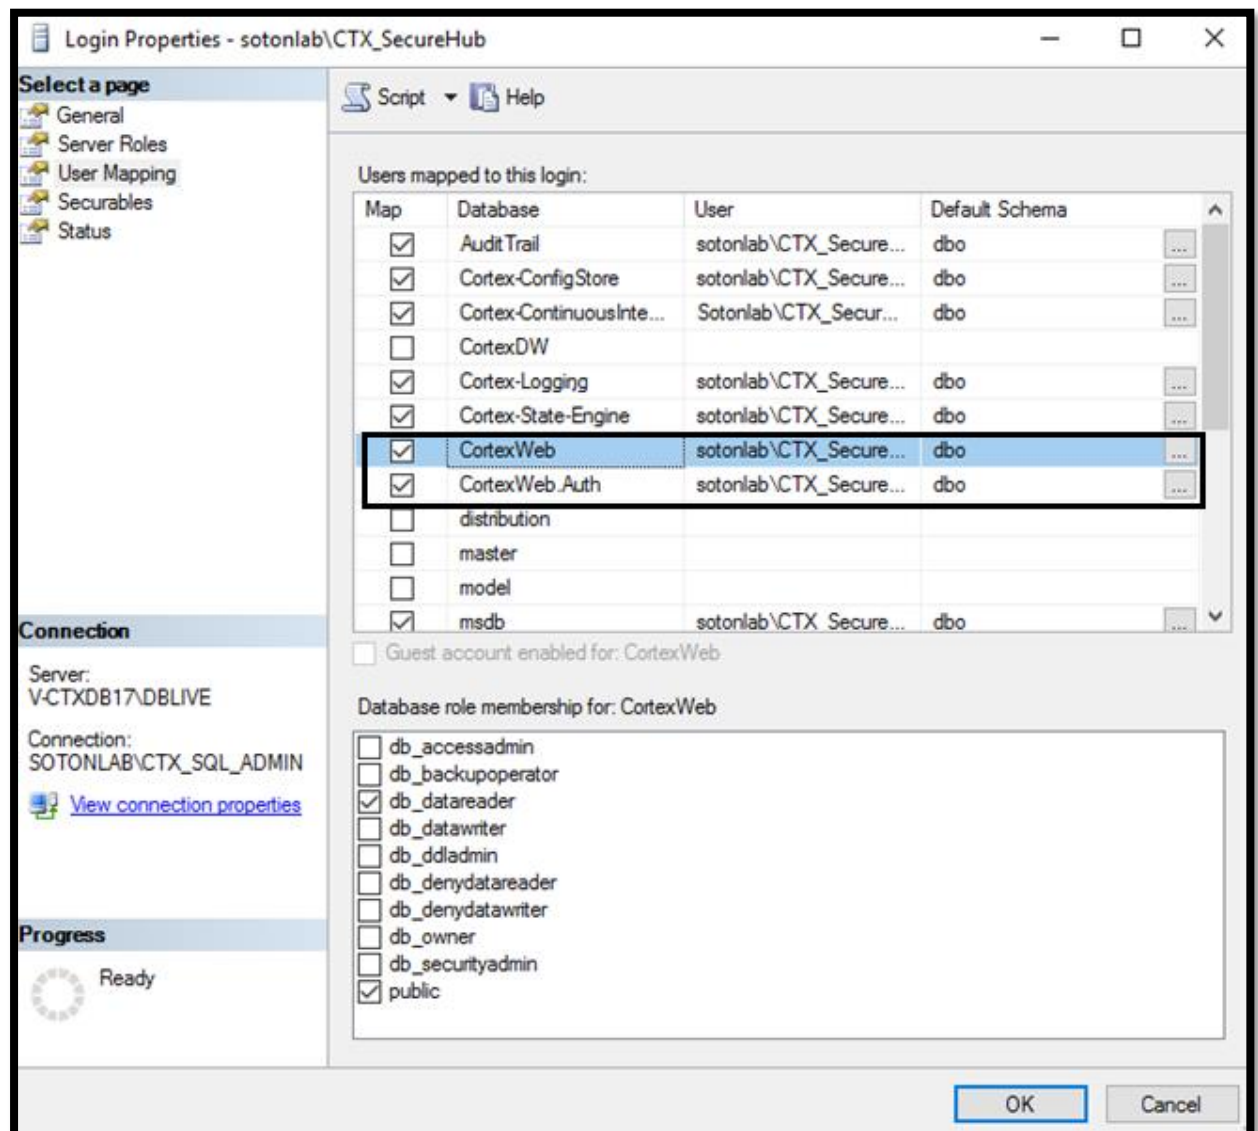 Login Properties - sotonlab\CTX_SecureHub
Select a page
General
Server Roles
User Mapping
Securables
Status
Script Help
Users mapped to this login:
Map Database User Default Schema
AuditTrail sotonlab\CTX_Secure... dbo ...
Cortex-ConfigStore sotonlab\CTX_Secure... dbo ...
Cortex-ContinuousInte... Sotonlab\CTX_Secur... dbo ...
CortexDW
Cortex-Logging sotonlab\CTX_Secure... dbo ...
Cortex-State-Engine sotonlab\CTX_Secure... dbo ...
CortexWeb sotonlab\CTX_Secure... dbo ...
CortexWeb.Auth sotonlab\CTX_Secure... dbo ...
distribution
master
model
msdb sotonlab\CTX_Secure... dbo ...
Guest account enabled for: CortexWeb
Database role membership for: CortexWeb
db_accessadmin
db_backupoperator
db_datareader
db_datawriter
db_ddladmin
db_denydatareader
db_denydatawriter
db_owner
db_securityadmin
public
Connection
Server:
V-CTXDB17\DBLIVE
Connection:
SOTONLAB\CTX_SQL_ADMIN
View connection properties
Progress
Ready
OK Cancel